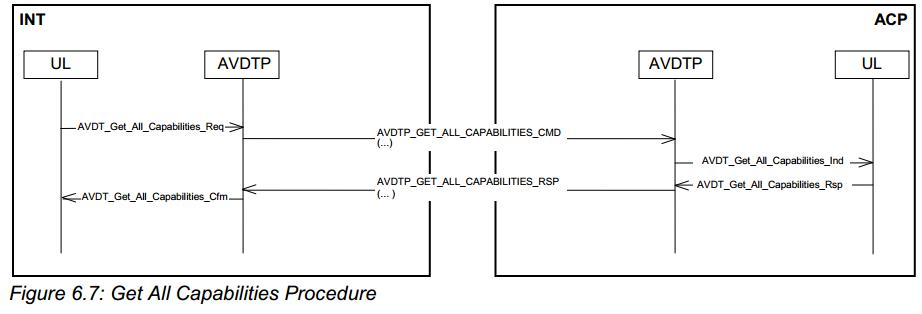 INT
ACP
UL
AVDTP
AVDTP
UL
AVDT_Get_All_Capabilities_Req
AVDTP_GET_ALL_CAPABILITIES_CMD
(...)
AVDT_Get_All_Capabilities_Ind
AVDTP_GET_ALL_CAPABILITIES_RSP
(... )
AVDT_Get_All_Capabilities_Rsp
AVDT_Get_All_Capabilities_Cfm
Figure 6.7: Get All Capabilities Procedure